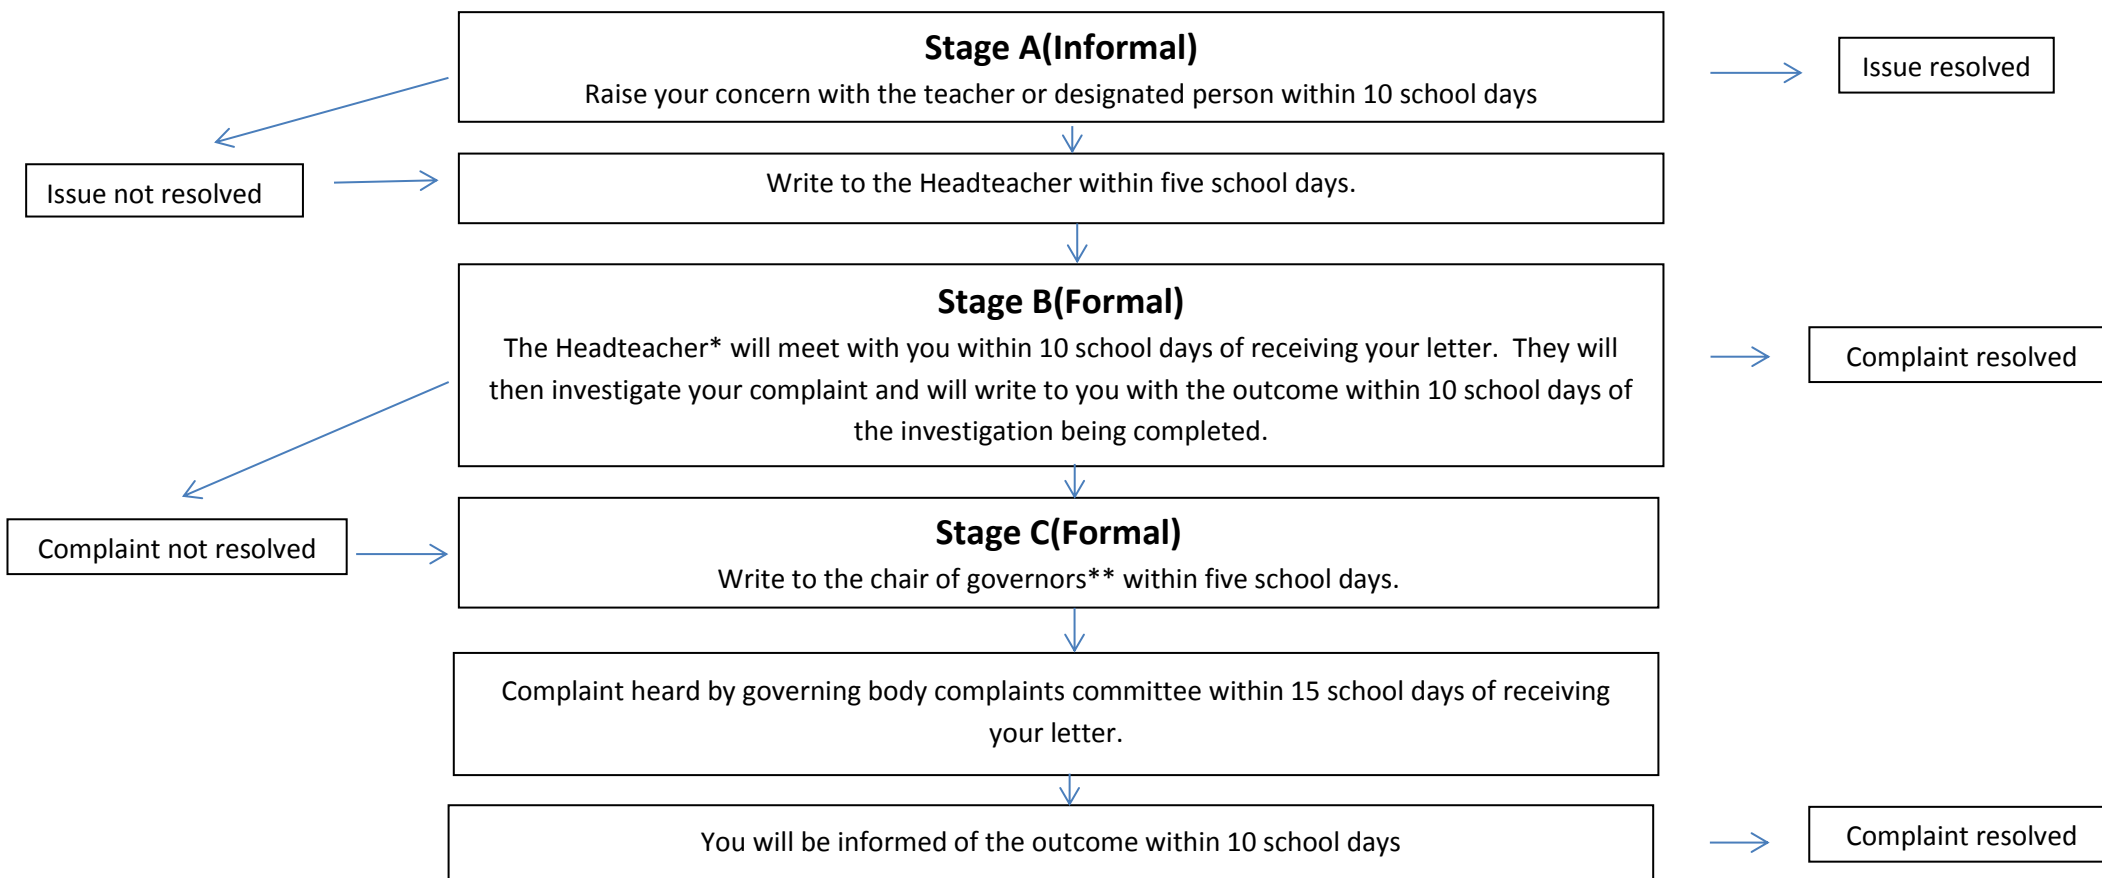 Stage A(Informal)
Raise your concern with the teacher or designated person within 10 school days
Issue resolved
Issue not resolved
Write to the Headteacher within five school days.
Stage B(Formal)
The Headteacher* will meet with you within 10 school days of receiving your letter.  They will
then investigate your complaint and will write to you with the outcome within 10 school days of
the investigation being completed.
Complaint resolved
Complaint not resolved
Stage C(Formal)
Write to the chair of governors** within five school days.
Complaint heard by governing body complaints committee within 15 school days of receiving
your letter.
You will be informed of the outcome within 10 school days
Complaint resolved